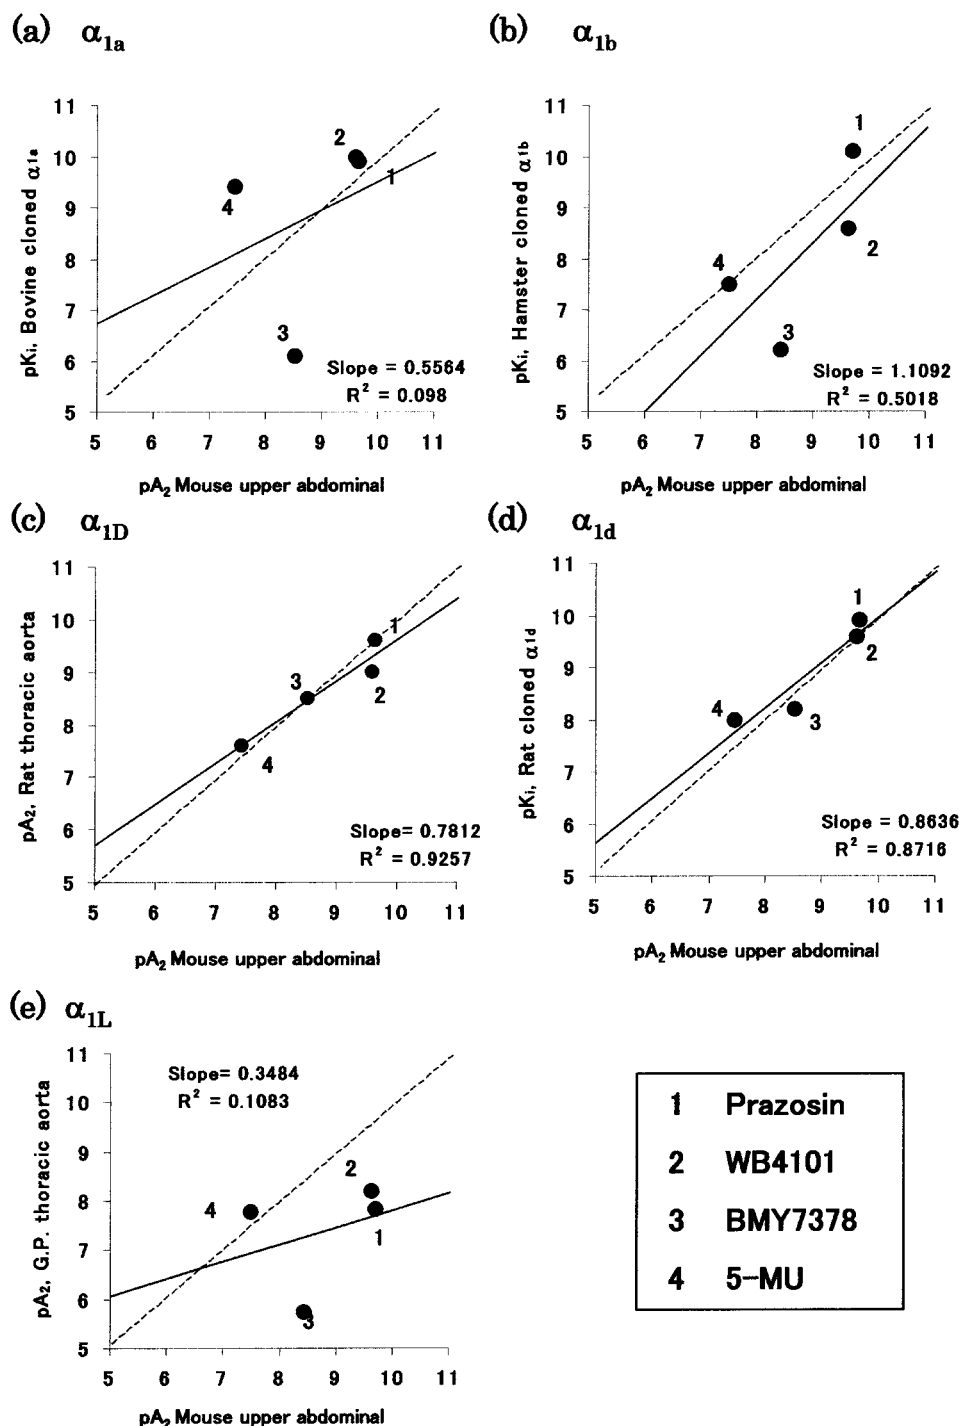 (a) α1a
pKi, Bovine cloned α1a
11
10
9
8
7
6
5
2
1
4
3
Slope = 0.5564
R² = 0.098
5 6 7 8 9 10 11
pA₂ Mouse upper abdominal
(b) α1b
pKi, Hamster cloned α1b
11
10
9
8
7
6
5
1
2
4
3
Slope = 1.1092
R² = 0.5018
5 6 7 8 9 10 11
pA₂ Mouse upper abdominal
(c) α1D
pA₂, Rat thoracic aorta
11
10
9
8
7
6
5
1
3
2
4
Slope= 0.7812
R² = 0.9257
5 6 7 8 9 10 11
pA₂ Mouse upper abdominal
(d) α1d
pKi, Rat cloned α1d
11
10
9
8
7
6
5
1
2
4
3
Slope = 0.8636
R² = 0.8716
5 6 7 8 9 10 11
pA₂ Mouse upper abdominal
(e) α1L
pA₂, G.P. thoracic aorta
11
10
9
8
7
6
5
Slope= 0.3484
R² = 0.1083
2
4
1
3
5 6 7 8 9 10 11
pA₂ Mouse upper abdominal
1 Prazosin
2 WB4101
3 BMY7378
4 5-MU